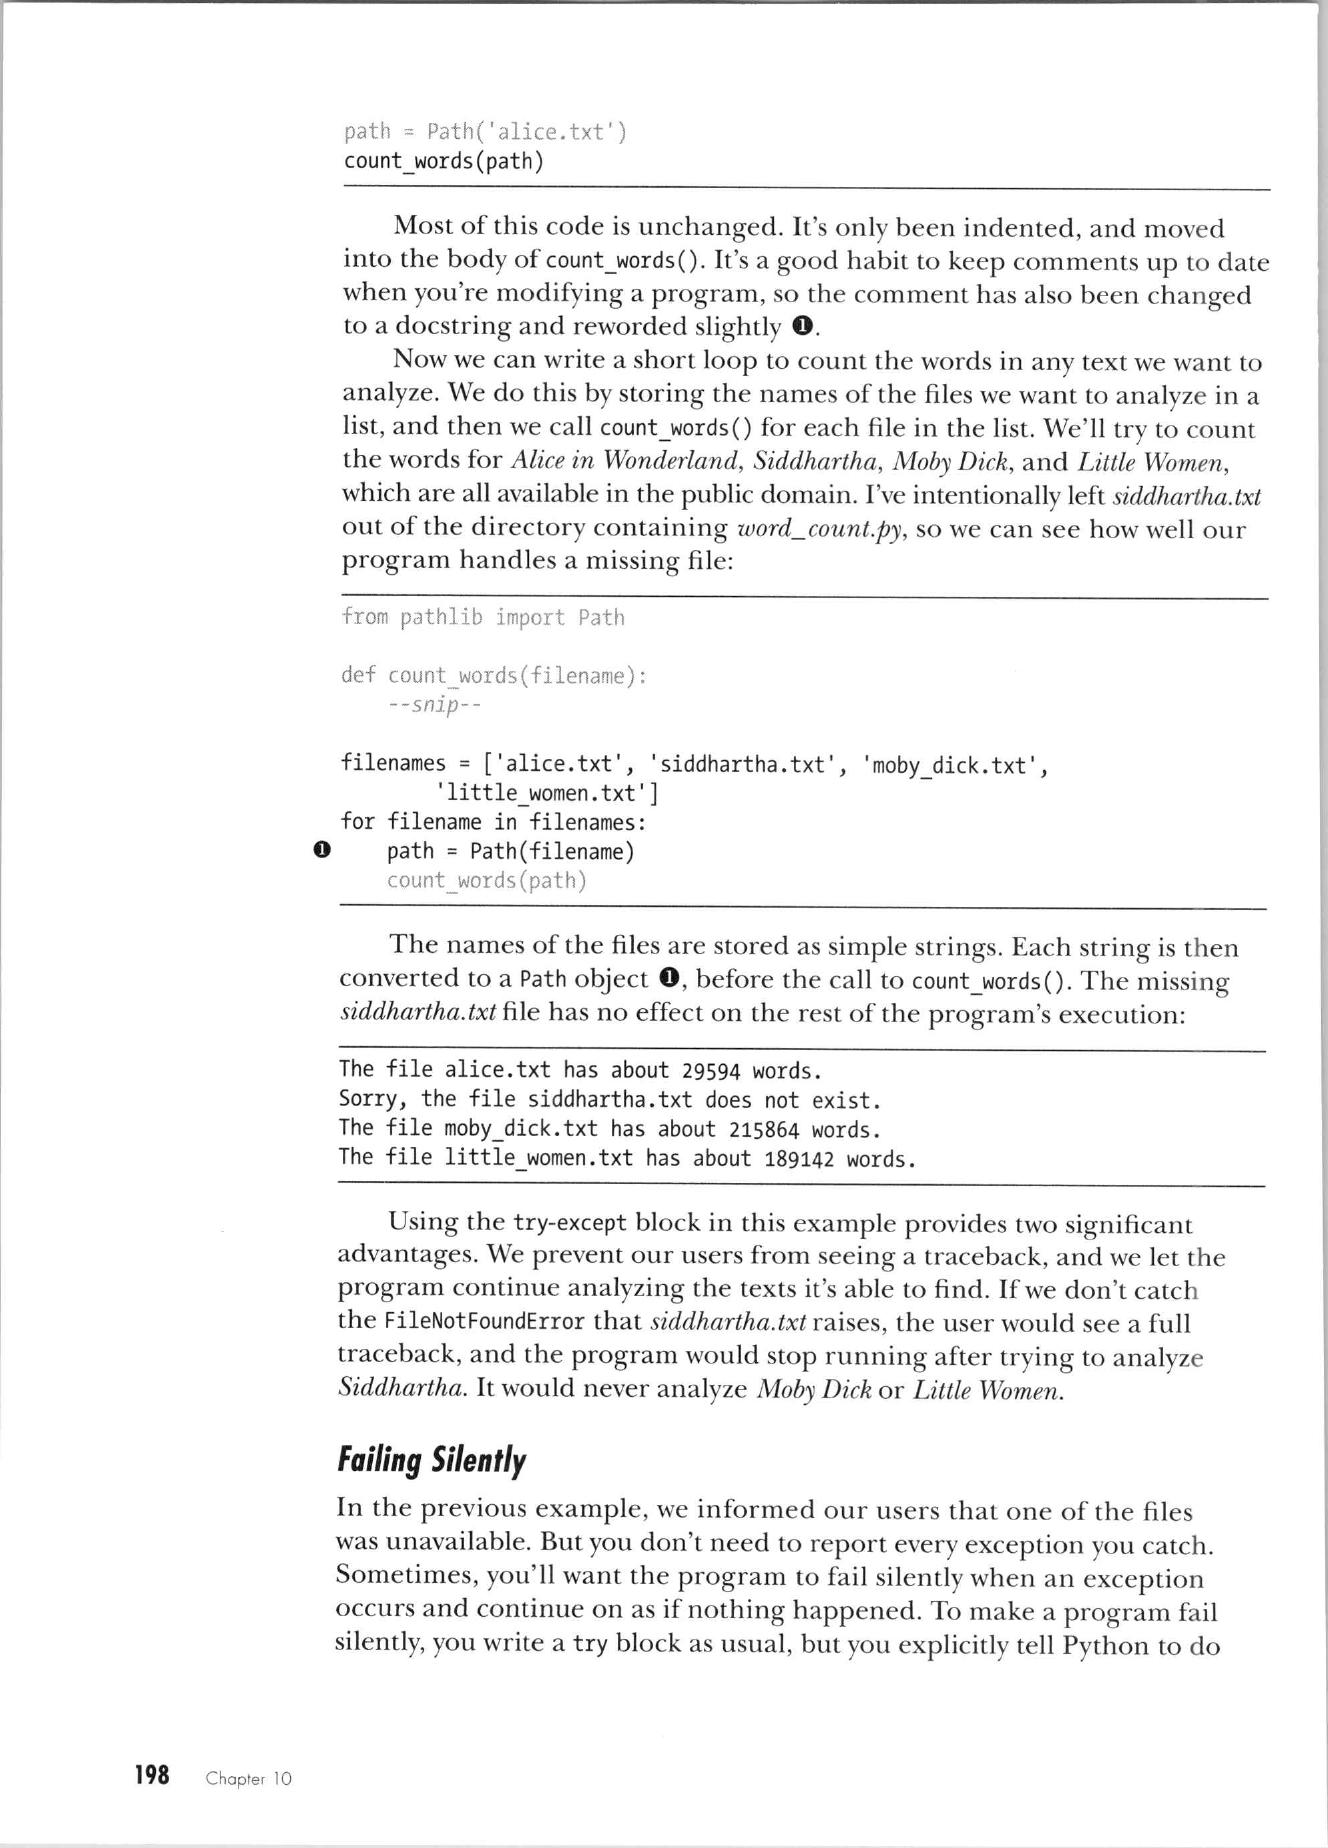 path = Path('alice.txt')
count_words(path)
Most of this code is unchanged. It's only been indented, and moved
into the body of count_words(). It's a good habit to keep comments up to date
when you're modifying a program, so the comment has also been changed
to a docstring and reworded slightly ❶.
Now we can write a short loop to count the words in any text we want to
analyze. We do this by storing the names of the files we want to analyze in a
list, and then we call count_words() for each file in the list. We'll try to count
the words for Alice in Wonderland, Siddhartha, Moby Dick, and Little Women,
which are all available in the public domain. I've intentionally left siddhartha.txt
out of the directory containing word_count.py, so we can see how well our
program handles a missing file:
from pathlib import Path
def count_words(filename):
    --snip--
filenames = ['alice.txt', 'siddhartha.txt', 'moby_dick.txt',
        'little_women.txt']
for filename in filenames:
❶    path = Path(filename)
    count_words(path)
The names of the files are stored as simple strings. Each string is then
converted to a Path object ❶, before the call to count_words(). The missing
siddhartha.txt file has no effect on the rest of the program's execution:
The file alice.txt has about 29594 words.
Sorry, the file siddhartha.txt does not exist.
The file moby_dick.txt has about 215864 words.
The file little_women.txt has about 189142 words.
Using the try-except block in this example provides two significant
advantages. We prevent our users from seeing a traceback, and we let the
program continue analyzing the texts it's able to find. If we don't catch
the FileNotFoundError that siddhartha.txt raises, the user would see a full
traceback, and the program would stop running after trying to analyze
Siddhartha. It would never analyze Moby Dick or Little Women.
Failing Silently
In the previous example, we informed our users that one of the files
was unavailable. But you don't need to report every exception you catch.
Sometimes, you'll want the program to fail silently when an exception
occurs and continue on as if nothing happened. To make a program fail
silently, you write a try block as usual, but you explicitly tell Python to do
198 Chapter 10